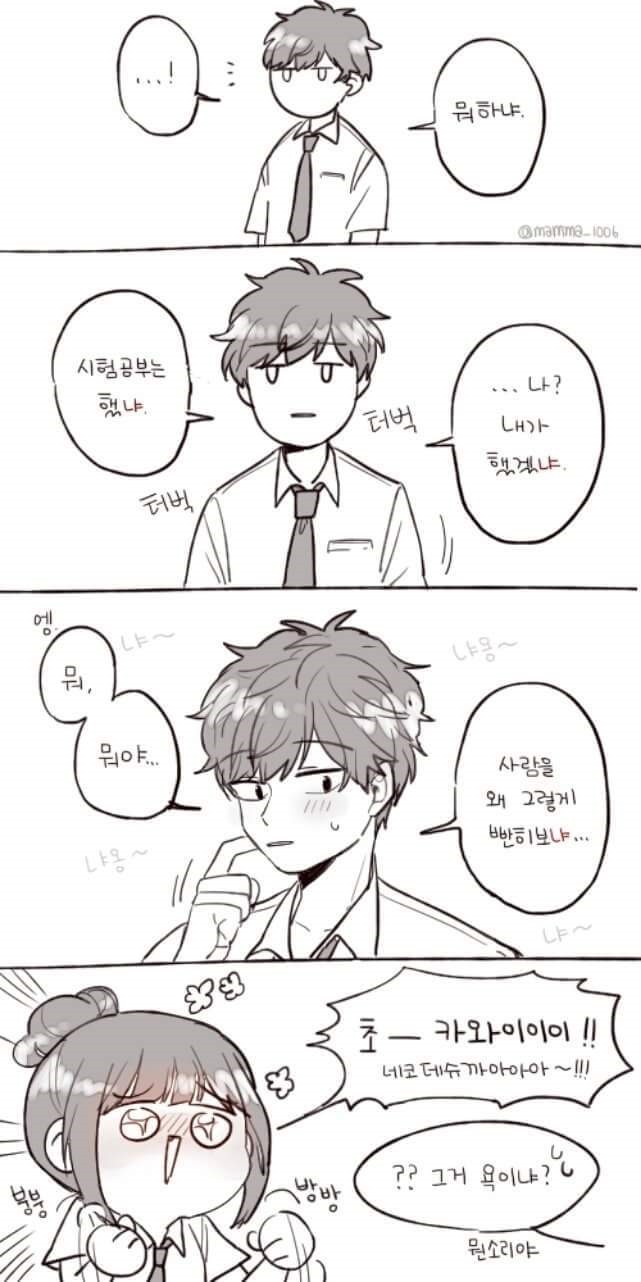 ...!
뭐하냐.
@mamma_1006
시험공부는
했냐.
...나?
내가
했겠냐.
터벅
터벅
엥.
뭐,
뭐야...
냐~
냐옹~
사람을
왜 그렇게
빤히보냐...
냐옹~
냐~
초— 카와이이이!!
네코데슈까아아아~!!!
?? 그거 욕이냐?
뭔소리야
붕붕
방방